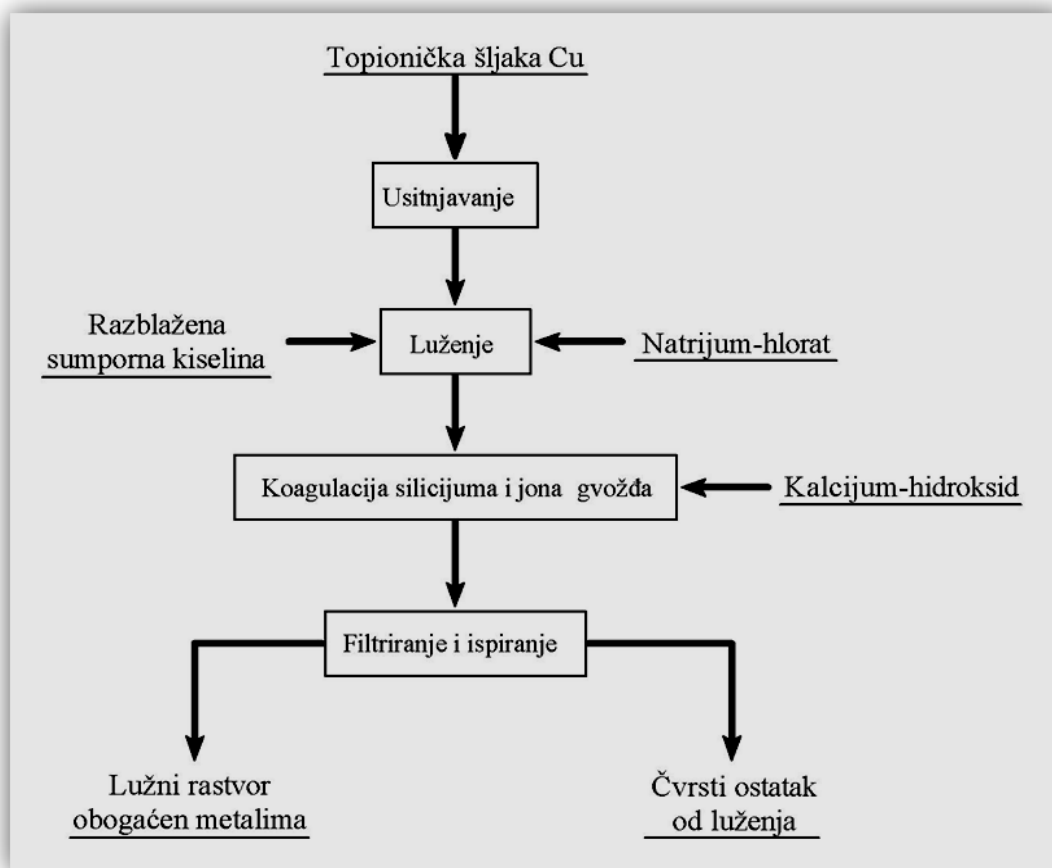 Topionička šljaka Cu
Usitnjavanje
Razblažena
sumporna kiselina
Luženje
Natrijum-hlorat
Koagulacija silicijuma i jona gvožđa
Kalcijum-hidroksid
Filtriranje i ispiranje
Lužni rastvor
obogaćen metalima
Čvrsti ostatak
od luženja